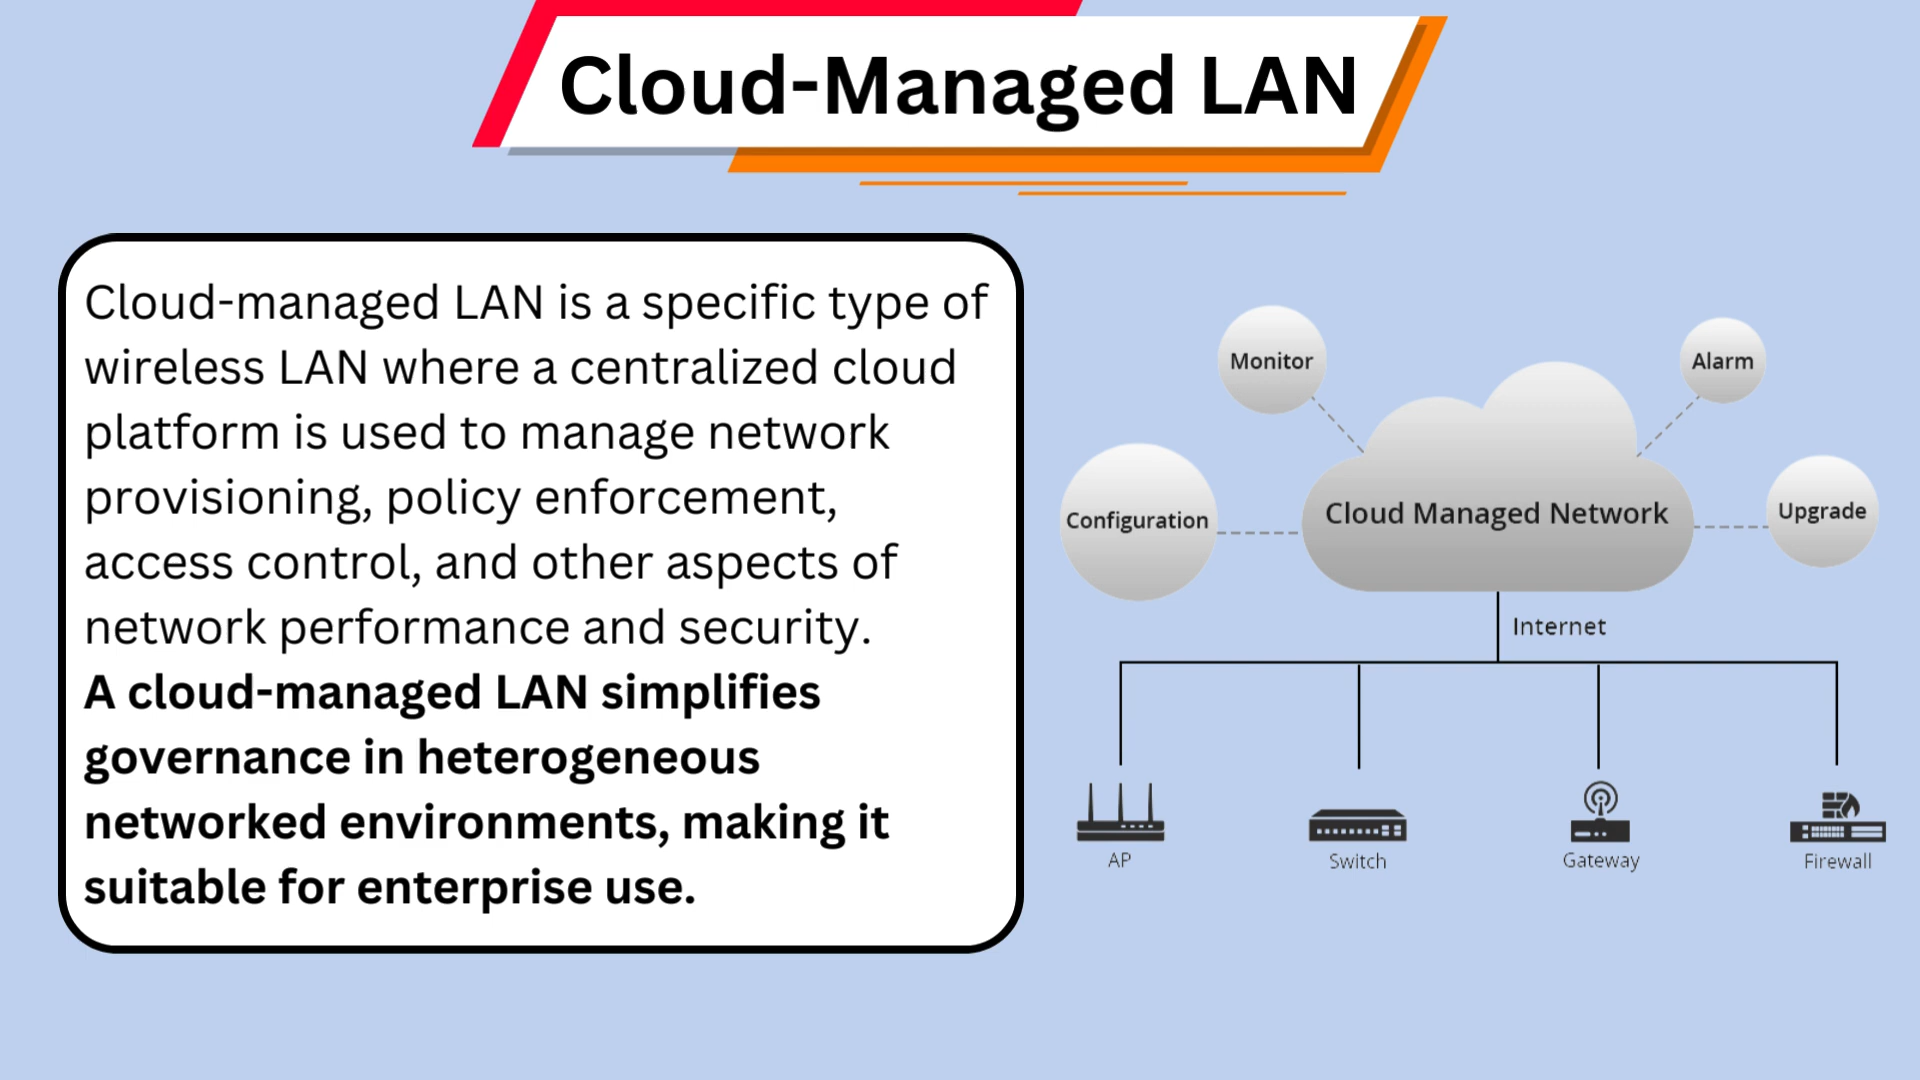 Cloud-Managed LAN
Cloud-managed LAN is a specific type of
wireless LAN where a centralized cloud
platform is used to manage network
provisioning, policy enforcement,
access control, and other aspects of
network performance and security.
A cloud-managed LAN simplifies
governance in heterogeneous
networked environments, making it
suitable for enterprise use.
Monitor
Alarm
Configuration
Cloud Managed Network
Upgrade
Internet
AP
Switch
Gateway
Firewall